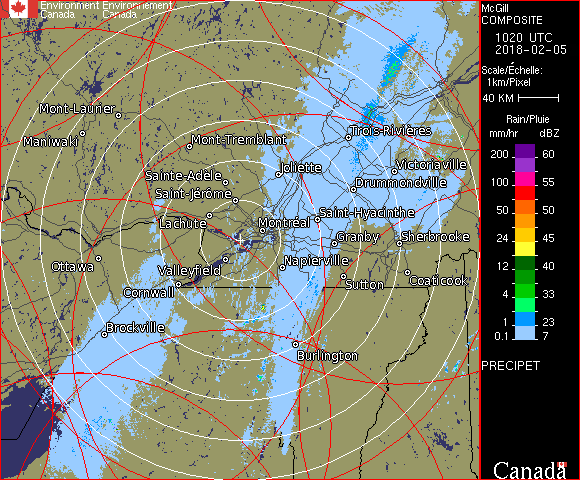 Environment Environnement
Canada Canada
McGill
COMPOSITE
1020 UTC
2018-02-05
Scale/Échelle:
1km/Pixel
40 KM
Rain/Pluie
mm/hr dBZ
200 60
100 55
50 50
24 45
12 40
4 33
1 23
0.1 7
PRECIPET
Canada
Mont-Laurier
Maniwaki
Mont-Tremblant
Trois-Rivières
Sainte-Adèle
Joliette
Victoriaville
Saint-Jérôme
Drummondville
Lachute
Saint-Hyacinthe
Montréal
Granby
Sherbrooke
Ottawa
Valleyfield
Napierville
Cornwall
Sutton
Coaticook
Brockville
Burlington